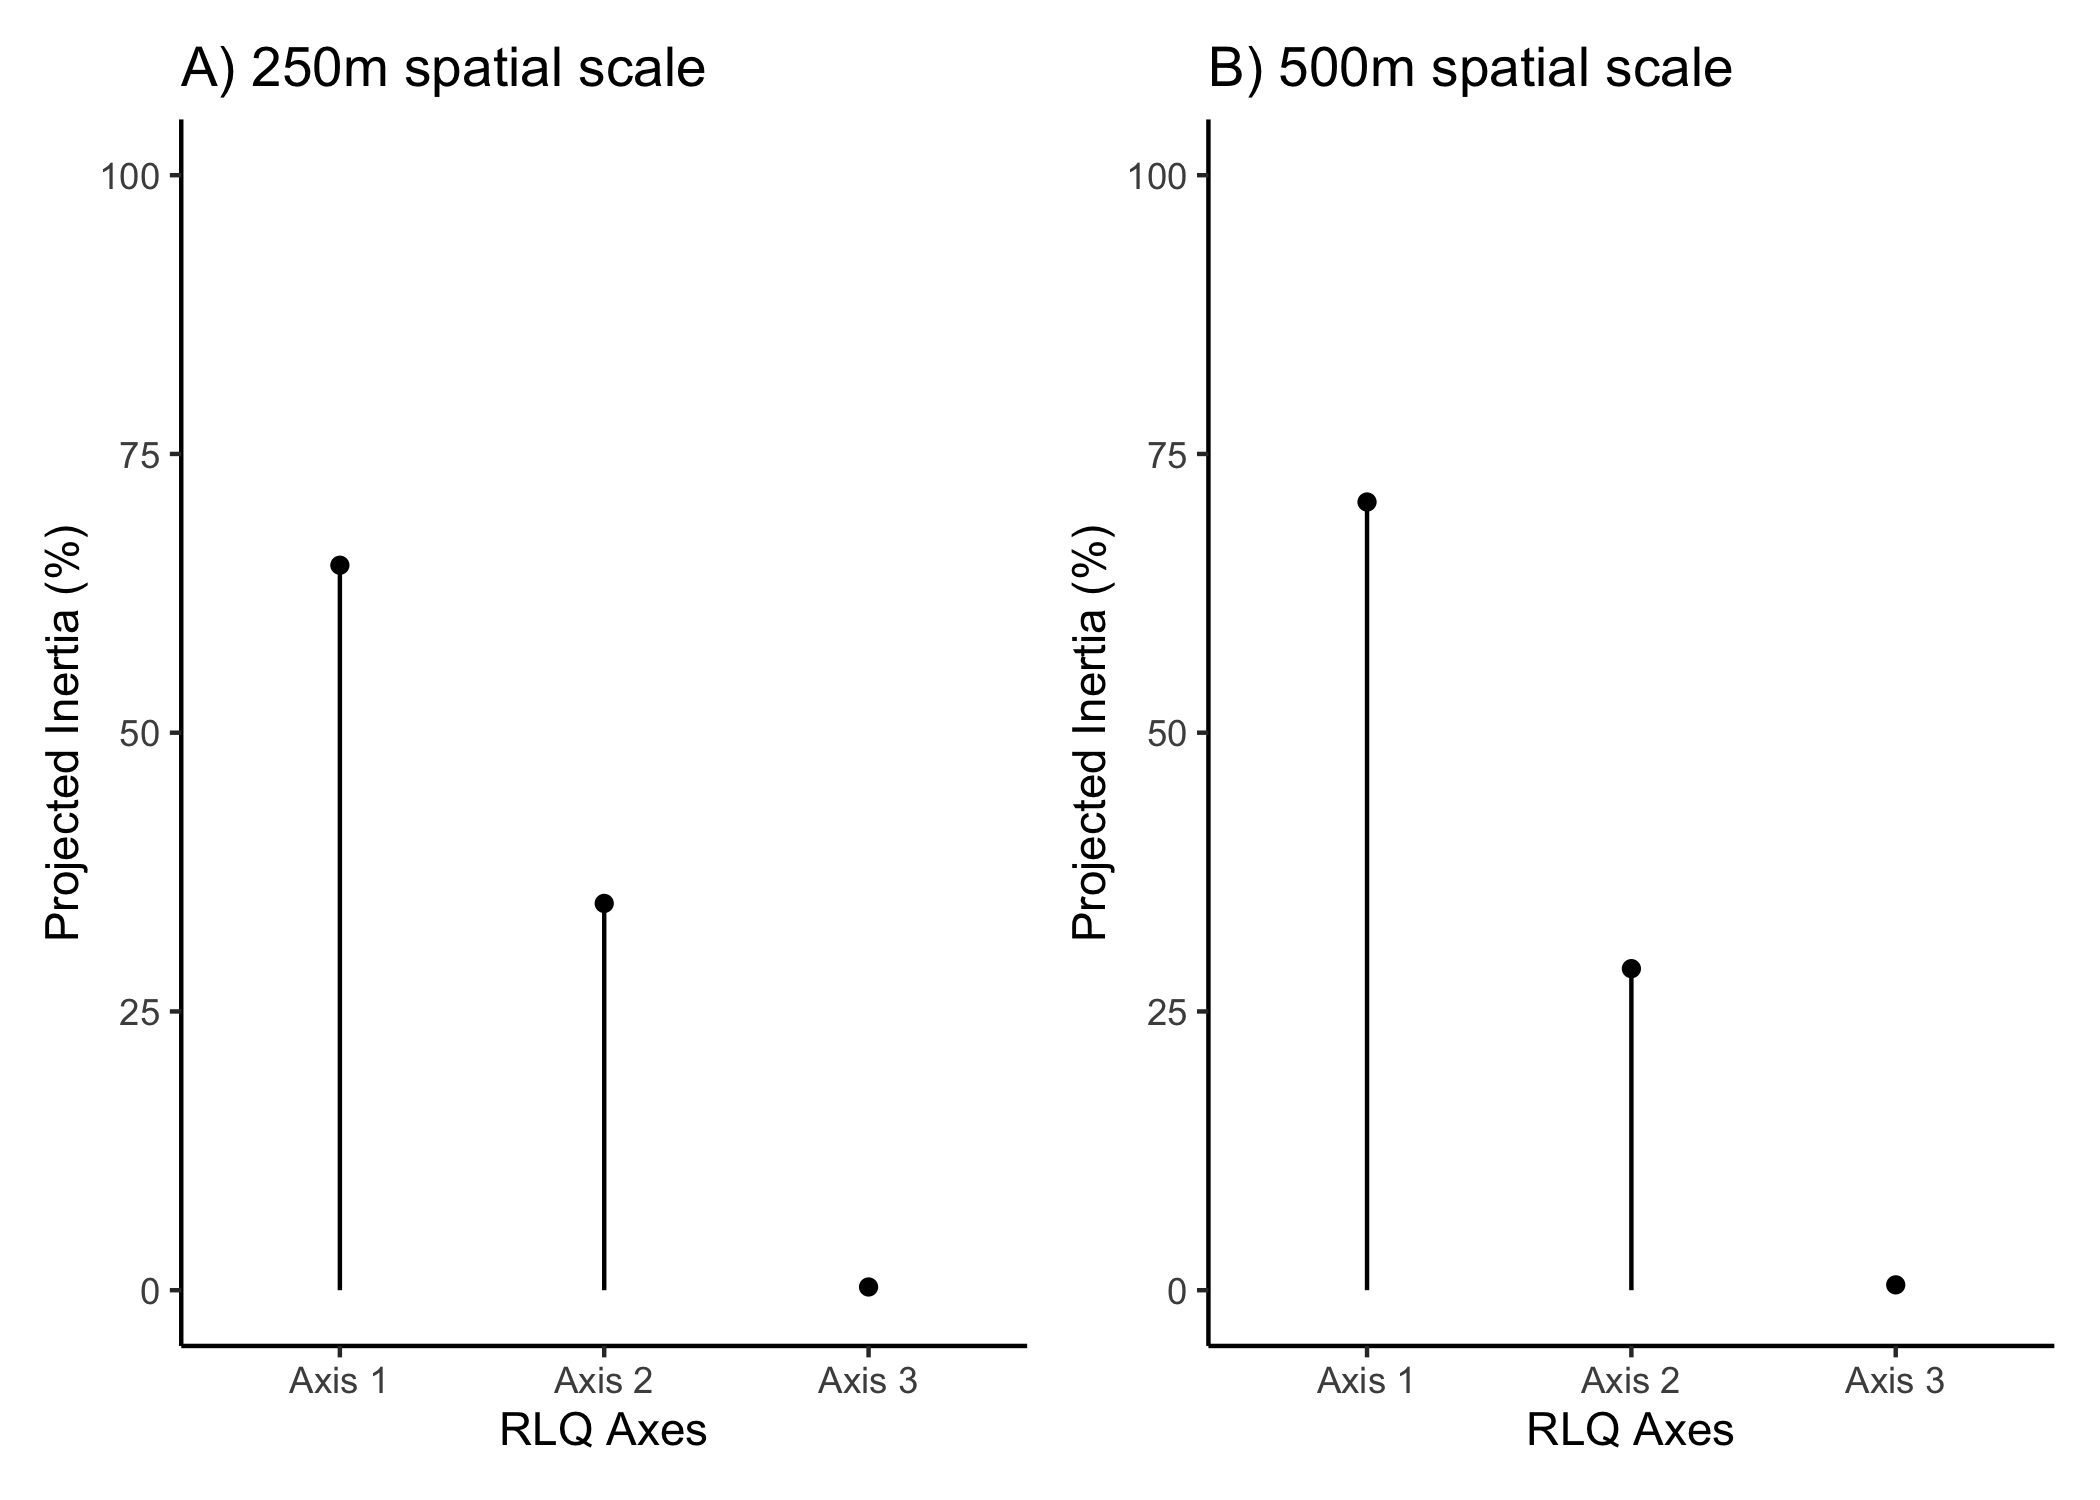 A) 250m spatial scale
Projected Inertia (%)
100
75
50
25
0
Axis 1
Axis 2
Axis 3
RLQ Axes
B) 500m spatial scale
Projected Inertia (%)
100
75
50
25
0
Axis 1
Axis 2
Axis 3
RLQ Axes